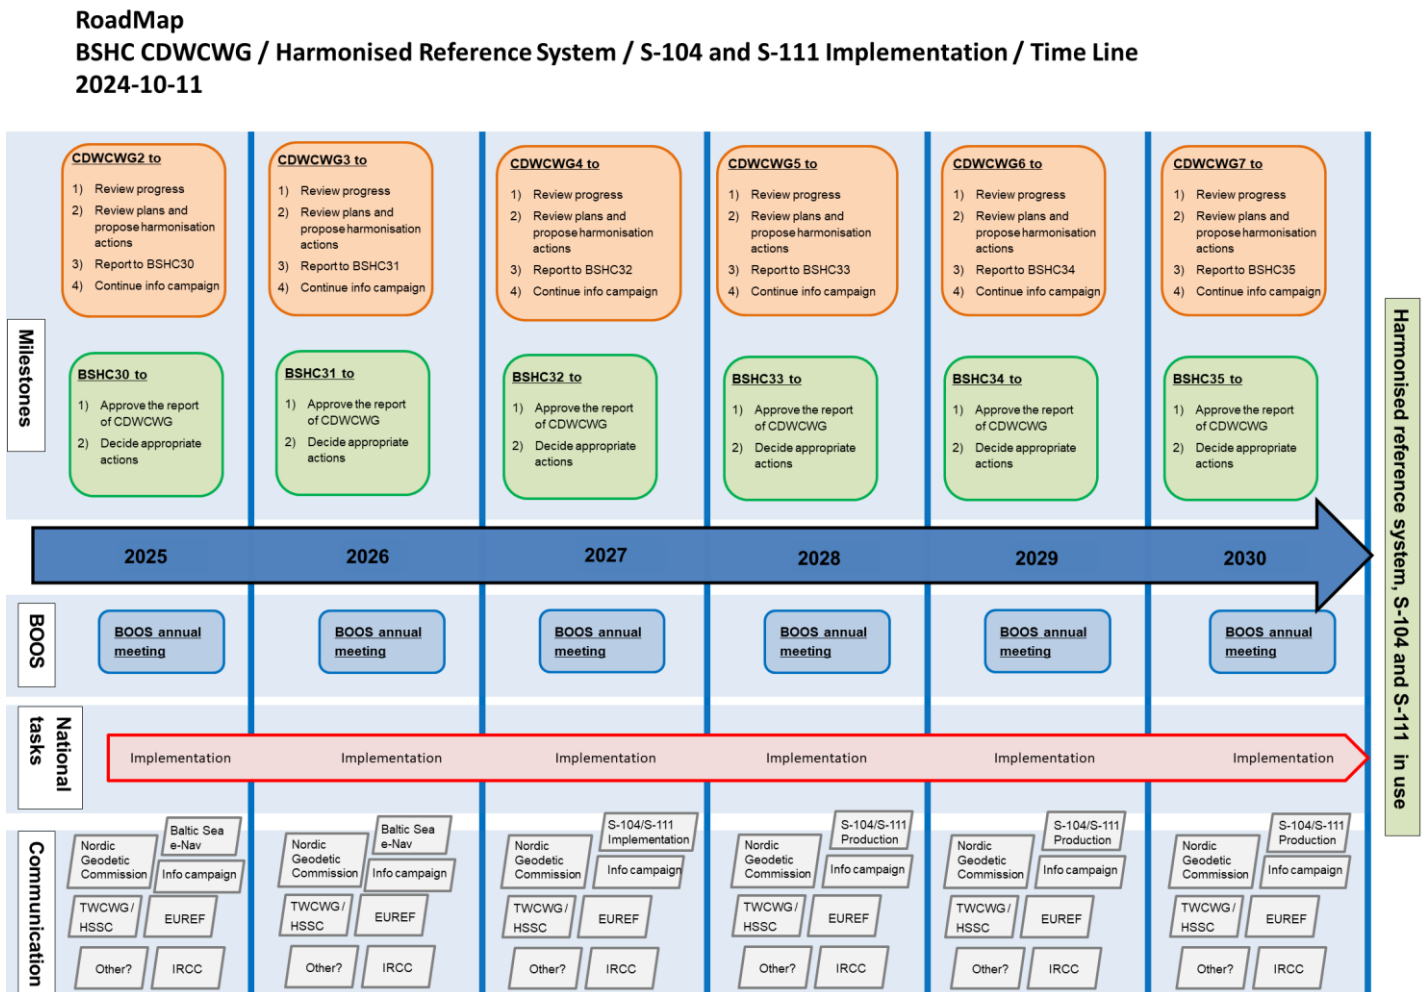 RoadMap
BSHC CDWCWG / Harmonised Reference System / S-104 and S-111 Implementation / Time Line
2024-10-11
Milestones
CDWCWG2 to
1) Review progress
2) Review plans and
propose harmonisation
actions
3) Report to BSHC30
4) Continue info campaign
CDWCWG3 to
1) Review progress
2) Review plans and
propose harmonisation
actions
3) Report to BSHC31
4) Continue info campaign
CDWCWG4 to
1) Review progress
2) Review plans and
propose harmonisation
actions
3) Report to BSHC32
4) Continue info campaign
CDWCWG5 to
1) Review progress
2) Review plans and
propose harmonisation
actions
3) Report to BSHC33
4) Continue info campaign
CDWCWG6 to
1) Review progress
2) Review plans and
propose harmonisation
actions
3) Report to BSHC34
4) Continue info campaign
CDWCWG7 to
1) Review progress
2) Review plans and
propose harmonisation
actions
3) Report to BSHC35
4) Continue info campaign
BSHC30 to
1) Approve the report
of CDWCWG
2) Decide appropriate
actions
BSHC31 to
1) Approve the report
of CDWCWG
2) Decide appropriate
actions
BSHC32 to
1) Approve the report
of CDWCWG
2) Decide appropriate
actions
BSHC33 to
1) Approve the report
of CDWCWG
2) Decide appropriate
actions
BSHC34 to
1) Approve the report
of CDWCWG
2) Decide appropriate
actions
BSHC35 to
1) Approve the report
of CDWCWG
2) Decide appropriate
actions
2025
2026
2027
2028
2029
2030
Harmonised reference system, S-104 and S-111 in use
BOOS
BOOS annual
meeting
BOOS annual
meeting
BOOS annual
meeting
BOOS annual
meeting
BOOS annual
meeting
BOOS annual
meeting
National
tasks
Implementation
Implementation
Implementation
Implementation
Implementation
Implementation
Communication
Nordic
Geodetic
Commission
Baltic Sea
e-Nav
Info campaign
TWCWG /
HSSC
EUREF
Other?
IRCC
Nordic
Geodetic
Commission
Baltic Sea
e-Nav
Info campaign
TWCWG /
HSSC
EUREF
Other?
IRCC
Nordic
Geodetic
Commission
S-104/S-111
Implementation
Info campaign
TWCWG /
HSSC
EUREF
Other?
IRCC
Nordic
Geodetic
Commission
S-104/S-111
Production
Info campaign
TWCWG /
HSSC
EUREF
Other?
IRCC
Nordic
Geodetic
Commission
S-104/S-111
Production
Info campaign
TWCWG /
HSSC
EUREF
Other?
IRCC
Nordic
Geodetic
Commission
S-104/S-111
Production
Info campaign
TWCWG /
HSSC
EUREF
Other?
IRCC